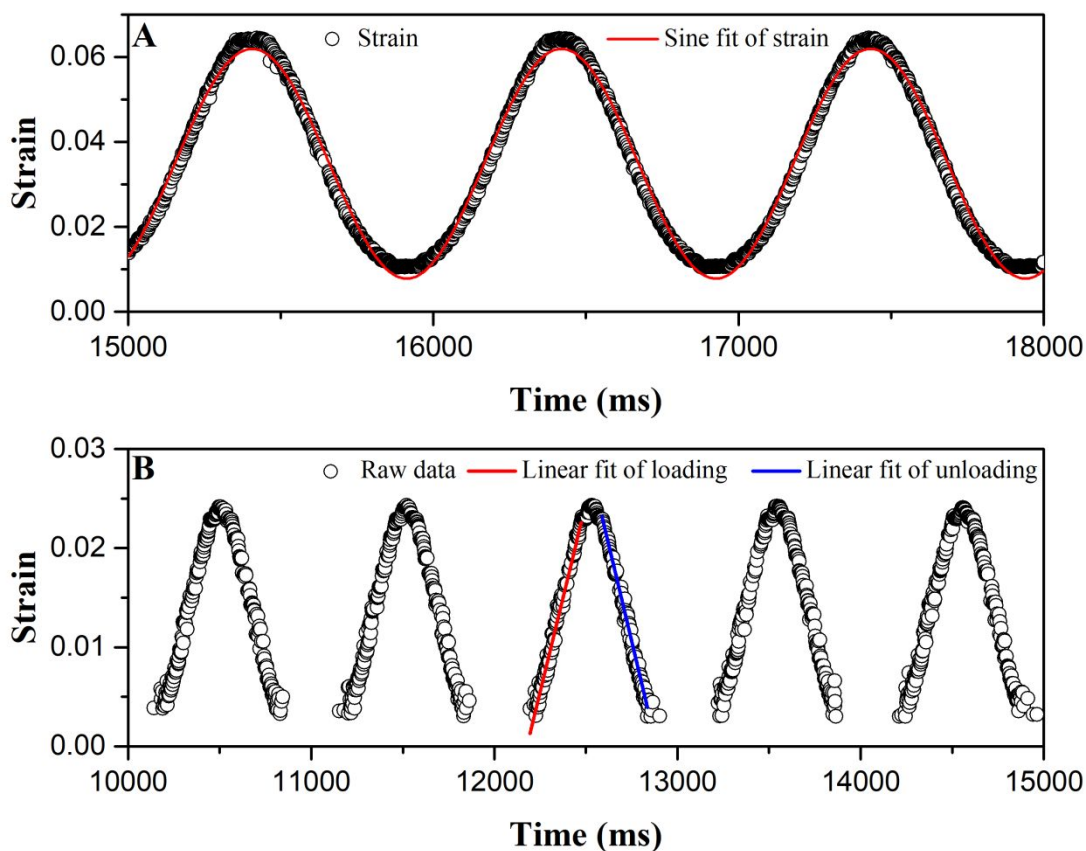 A
Strain
Sine fit of strain
0.06
0.04
0.02
0.00
Strain
15000
16000
17000
18000
Time (ms)
B
Raw data
Linear fit of loading
Linear fit of unloading
0.03
0.02
0.01
0.00
Strain
10000
11000
12000
13000
14000
15000
Time (ms)